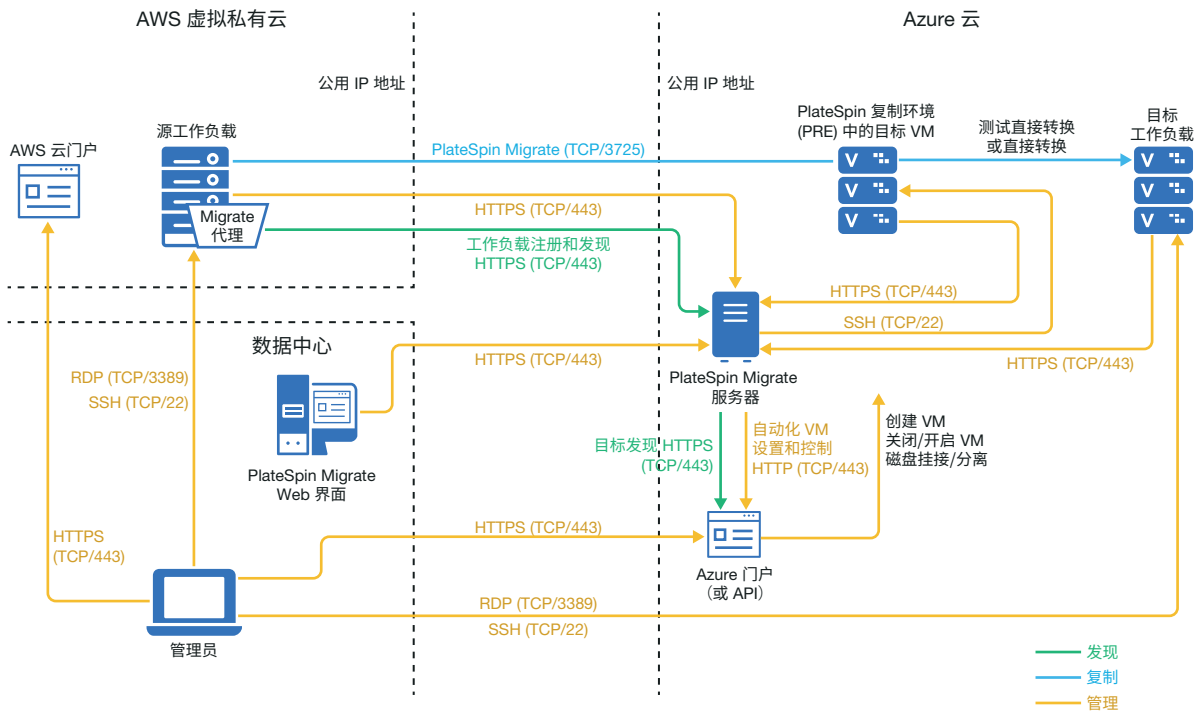 AWS 虚拟私有云
Azure 云
公用 IP 地址
公用 IP 地址
AWS 云门户
源工作负载
Migrate
代理
PlateSpin Migrate (TCP/3725)
HTTPS (TCP/443)
工作负载注册和发现
HTTPS (TCP/443)
PlateSpin 复制环境
(PRE) 中的目标 VM
测试直接转换
或直接转换
目标
工作负载
HTTPS (TCP/443)
SSH (TCP/22)
HTTPS (TCP/443)
数据中心
RDP (TCP/3389)
SSH (TCP/22)
HTTPS (TCP/443)
PlateSpin Migrate
服务器
PlateSpin Migrate
Web 界面
目标发现 HTTPS
(TCP/443)
自动化 VM
设置和控制
HTTP (TCP/443)
创建 VM
关闭/开启 VM
磁盘挂接/分离
HTTPS
(TCP/443)
HTTPS (TCP/443)
Azure 门户
（或 API）
管理员
RDP (TCP/3389)
SSH (TCP/22)
发现
复制
管理